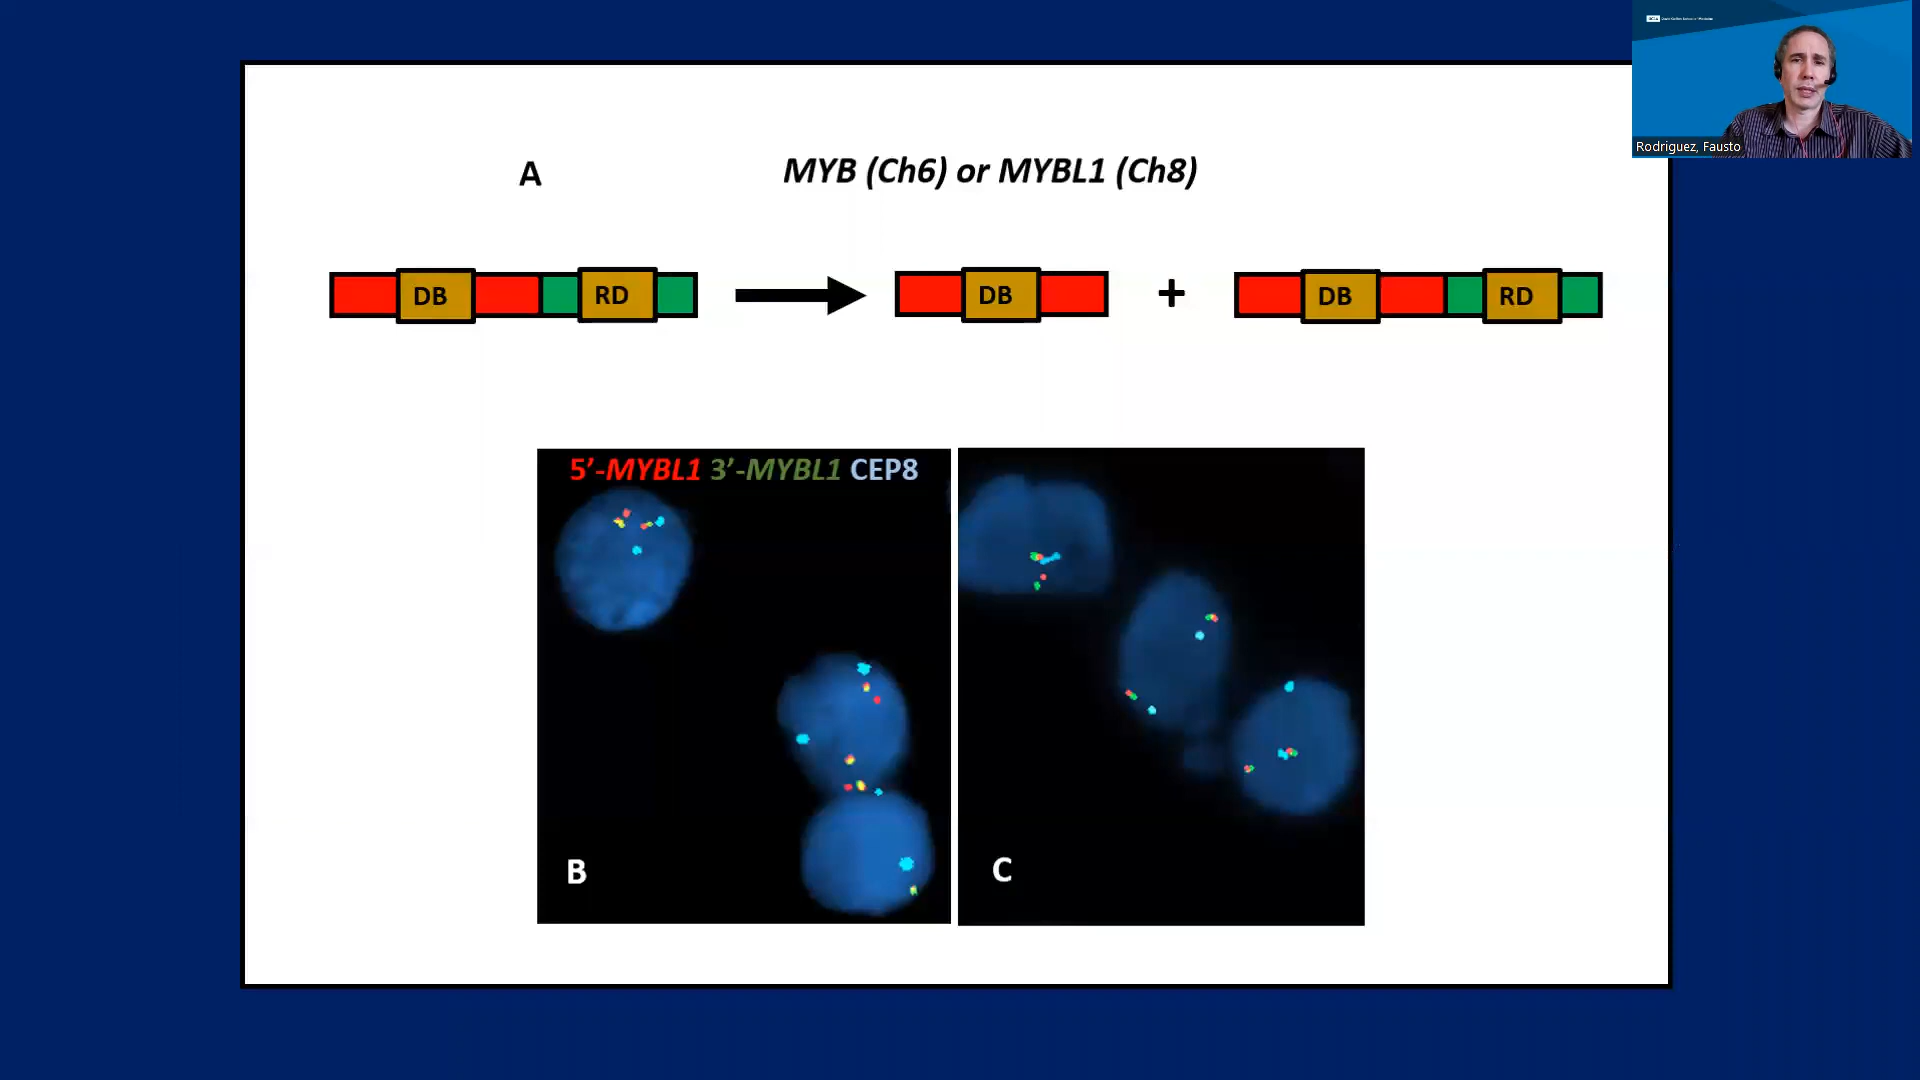 Rodriguez, Fausto
A
MYB (Ch6) or MYBL1 (Ch8)
DB RD DB + DB RD
5’-MYBL1 3’-MYBL1 CEP8
B
C